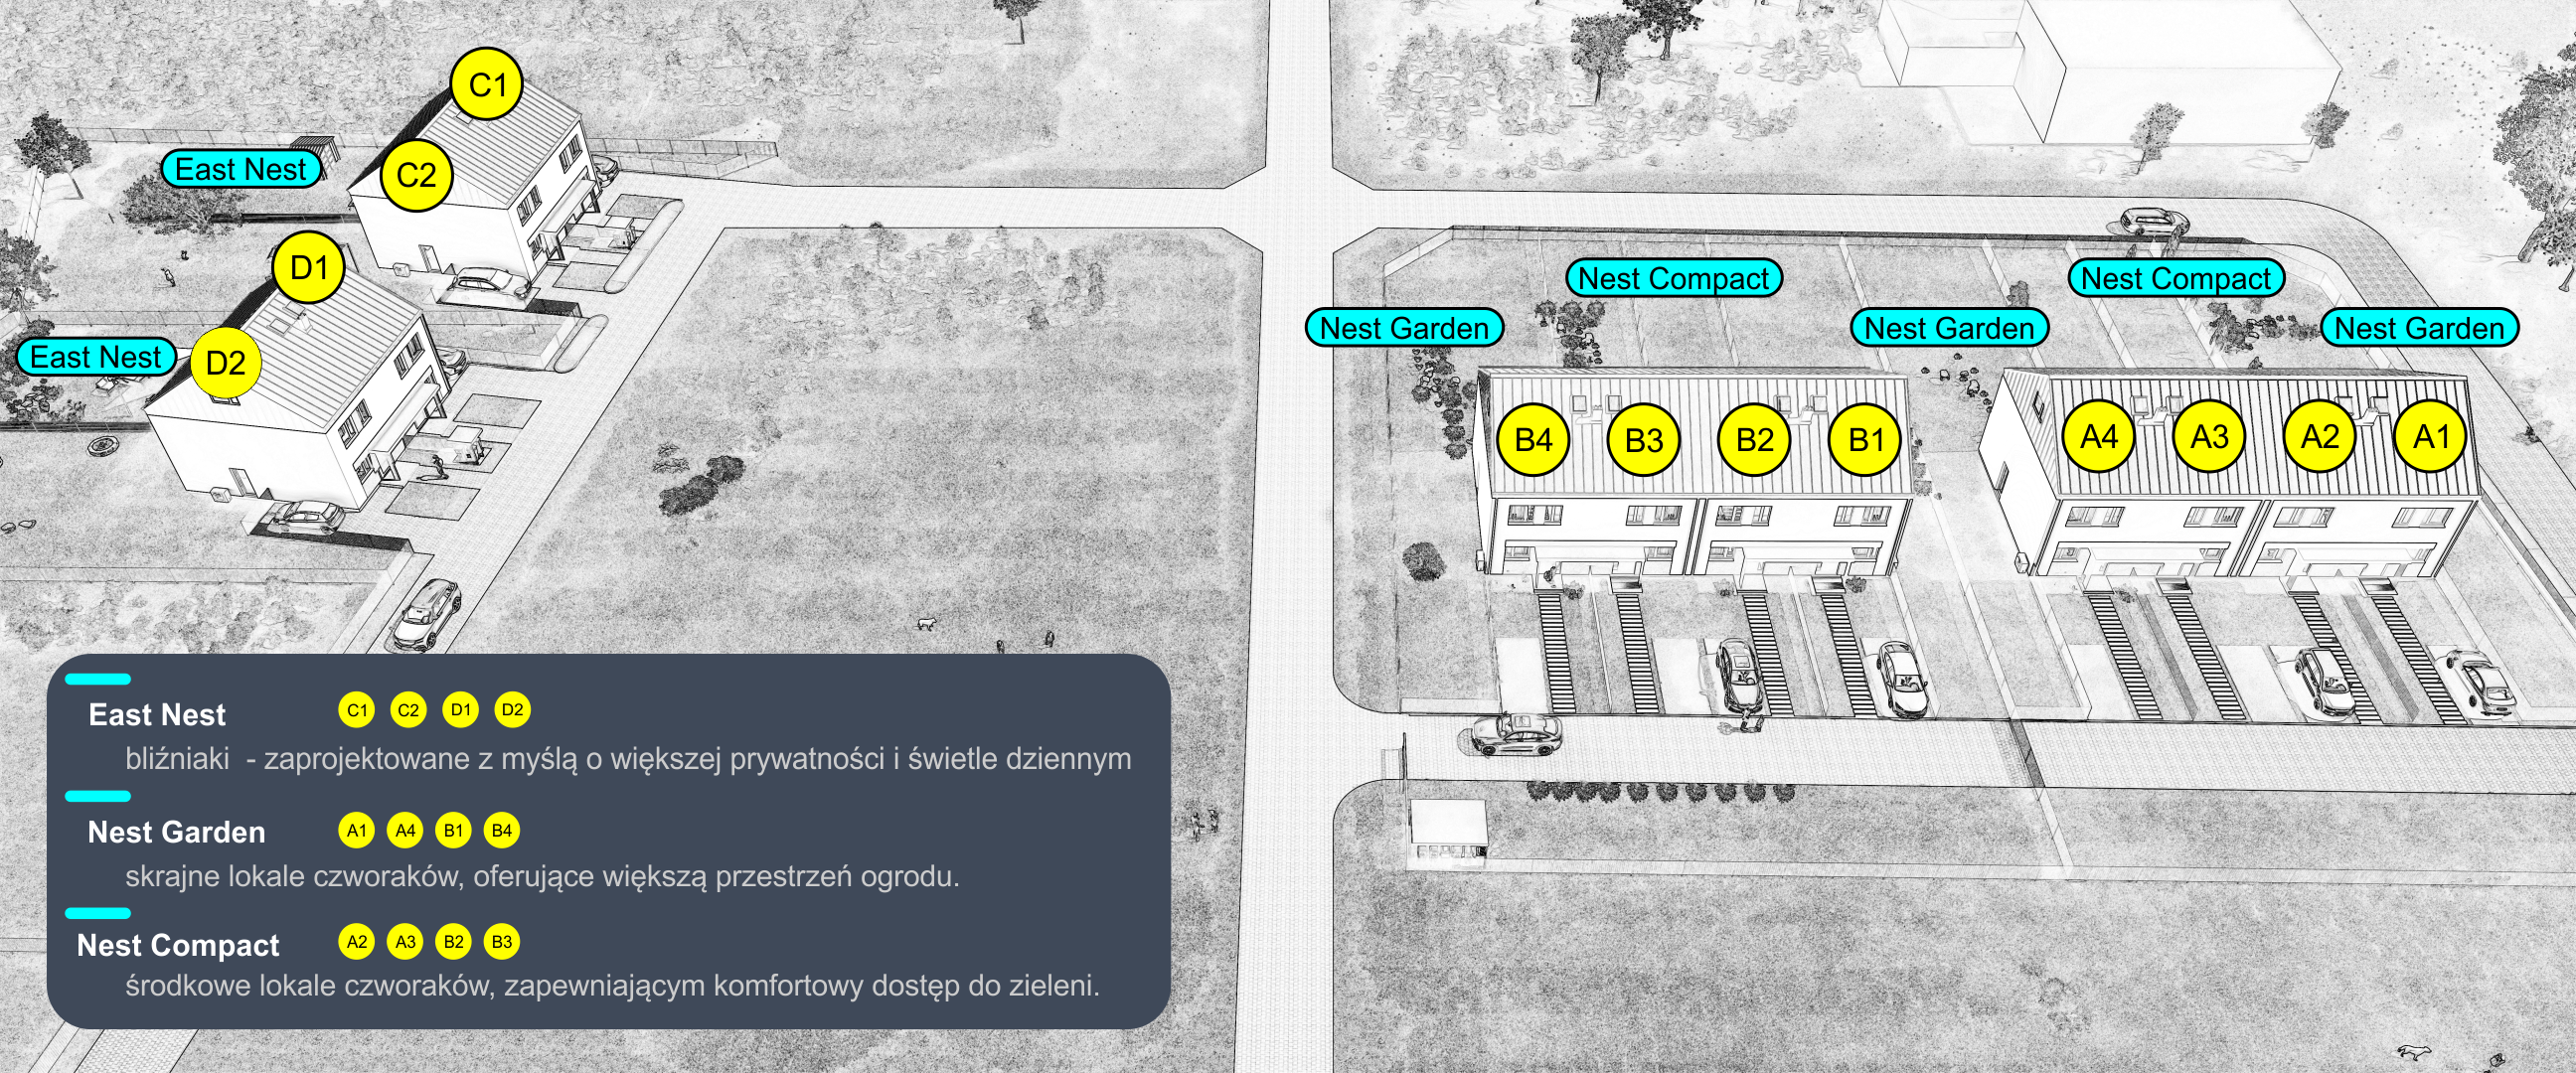 C1
C2
East Nest
D1
D2
East Nest
Nest Compact
Nest Compact
Nest Garden
Nest Garden
Nest Garden
B4 B3 B2 B1
A4 A3 A2 A1
East Nest C1 C2 D1 D2
bliźniaki - zaprojektowane z myślą o większej prywatności i świetle dziennym
Nest Garden A1 A4 B1 B4
skrajne lokale czworaków, oferujące większą przestrzeń ogrodu.
Nest Compact A2 A3 B2 B3
środkowe lokale czworaków, zapewniającym komfortowy dostęp do zieleni.